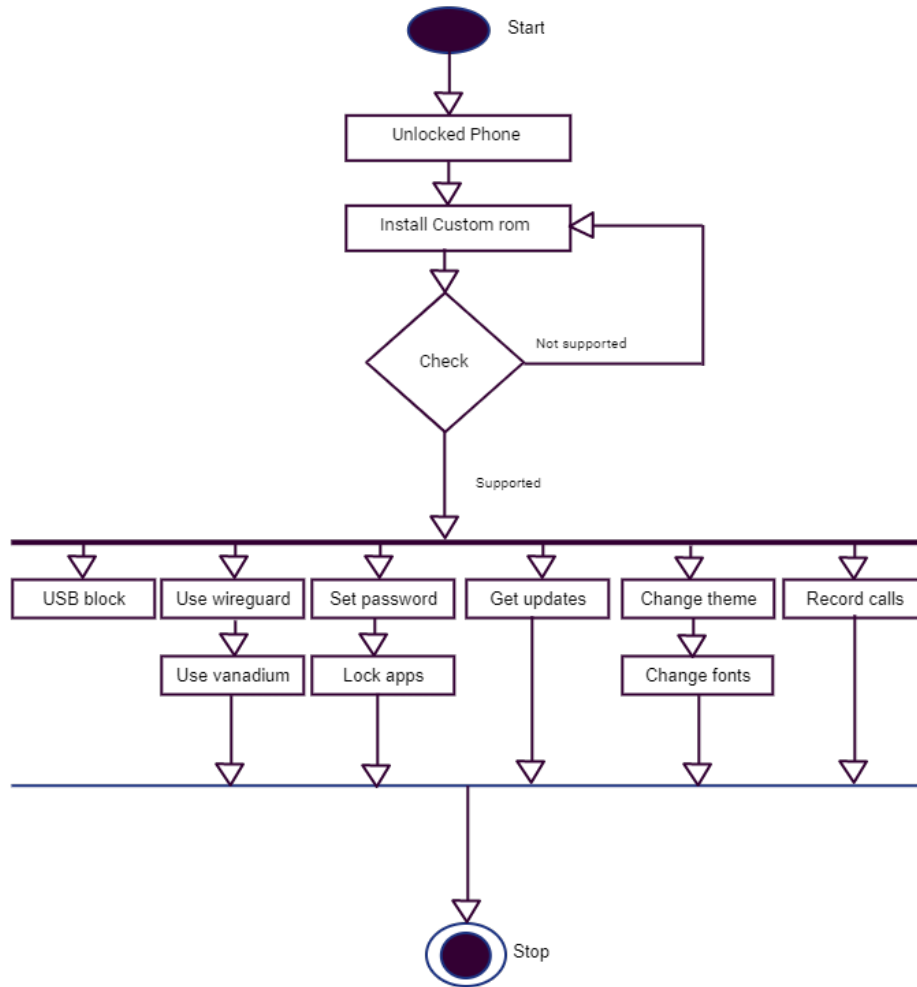 Start
Unlocked Phone
Install Custom rom
Not supported
Check
Supported
USB block
Use wireguard
Set password
Get updates
Change theme
Record calls
Use vanadium
Lock apps
Change fonts
Stop